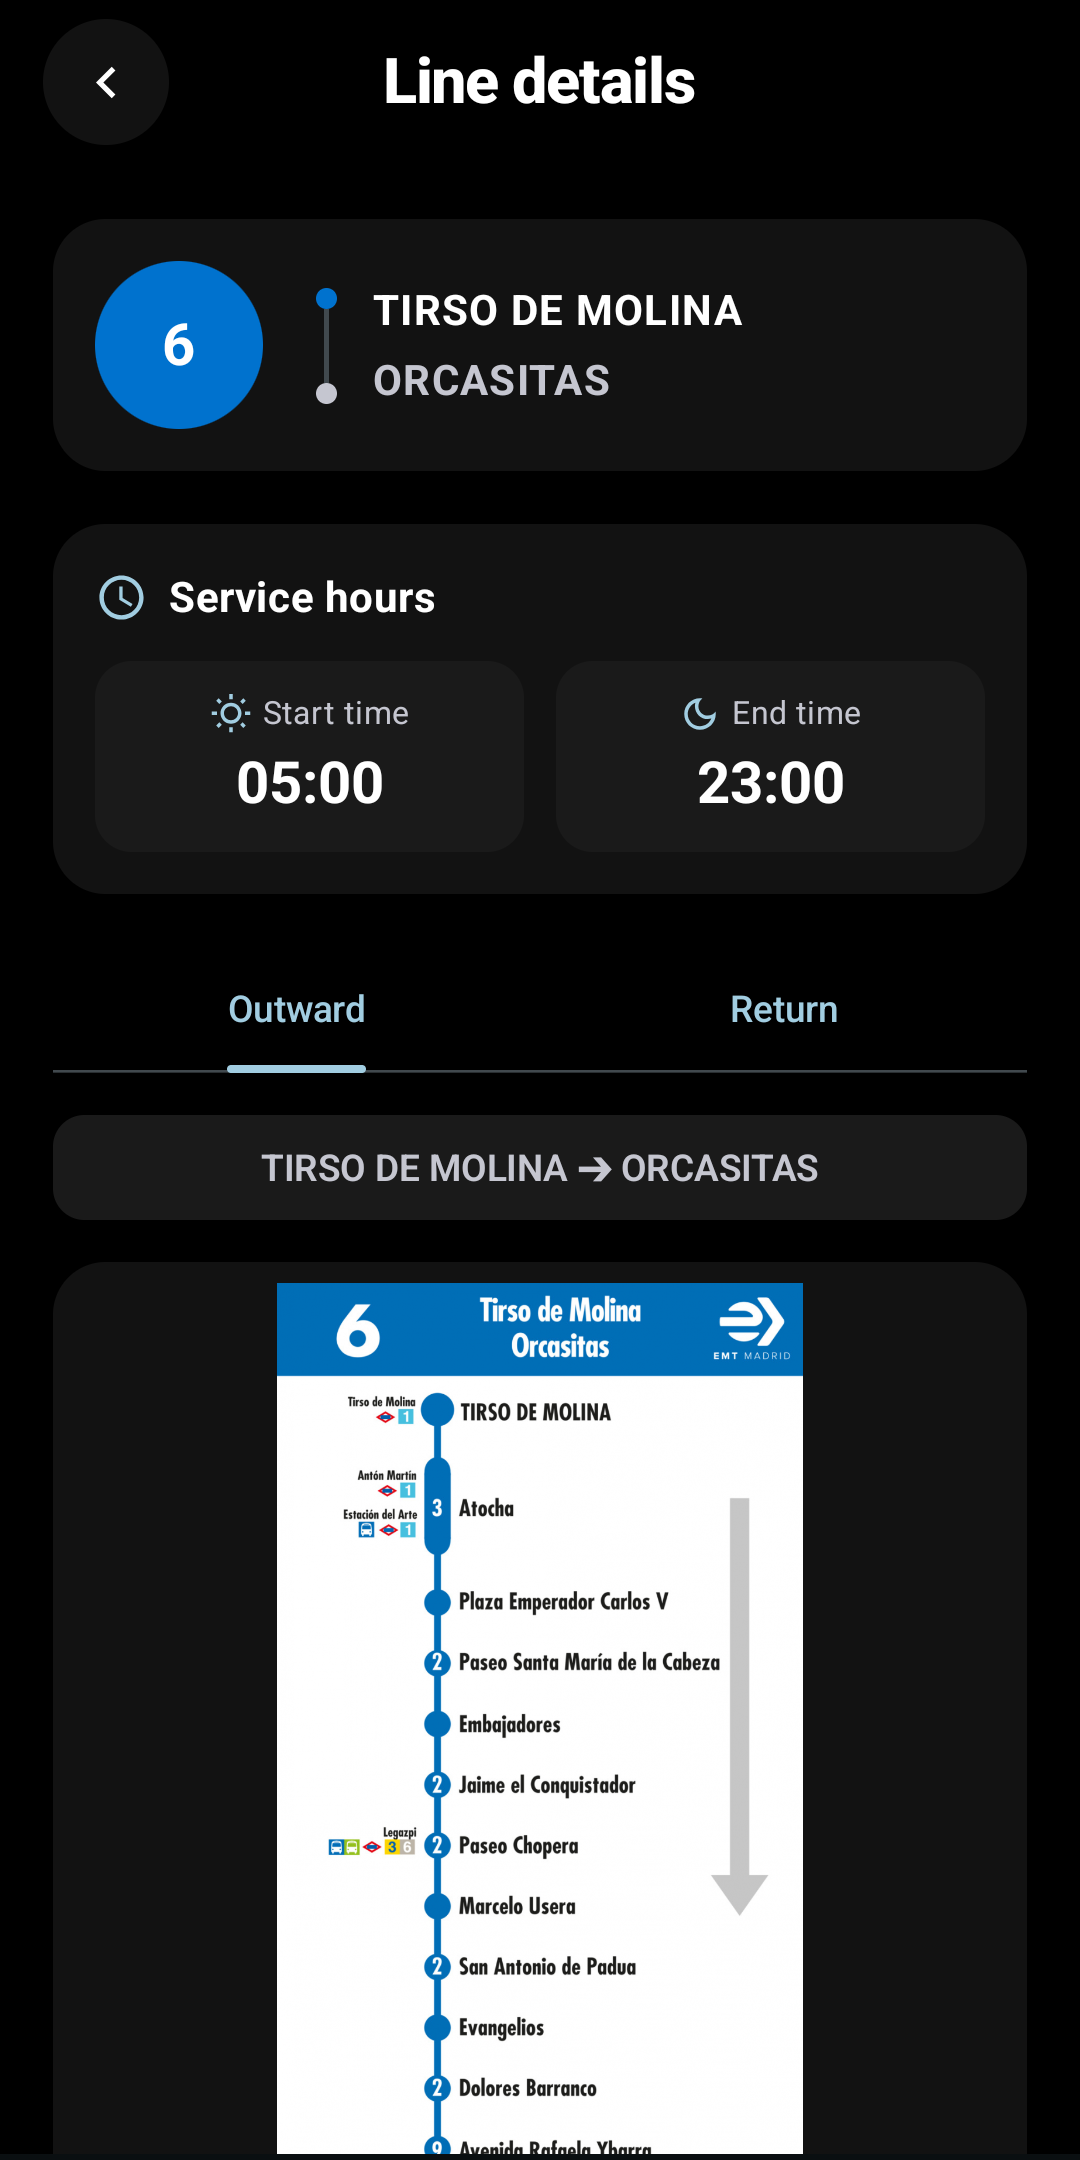 Line details
6
TIRSO DE MOLINA
ORCASITAS
Service hours
Start time
05:00
End time
23:00
Outward
Return
TIRSO DE MOLINA ➔ ORCASITAS
6
Tirso de Molina
Orcasitas
EMT MADRID
Tirso de Molina
1
TIRSO DE MOLINA
Antón Martín
1
Estación del Arte
1
3 Atocha
Plaza Emperador Carlos V
2 Paseo Santa María de la Cabeza
Embajadores
2 Jaime el Conquistador
Legazpi
3 6
2 Paseo Chopera
Marcelo Usera
2 San Antonio de Padua
Evangelios
2 Dolores Barranco
Avenida Rafaela Ybarra